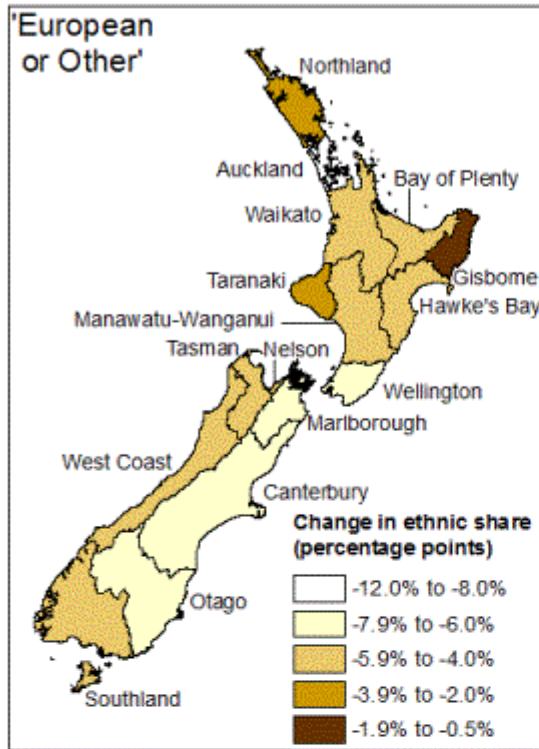 'European
or Other'
Northland
Auckland
Bay of Plenty
Waikato
Taranaki
Gisborne
Hawke's Bay
Manawatu-Wanganui
Tasman
Nelson
Wellington
Marlborough
West Coast
Canterbury
Otago
Southland
Change in ethnic share
(percentage points)
-12.0% to -8.0%
-7.9% to -6.0%
-5.9% to -4.0%
-3.9% to -2.0%
-1.9% to -0.5%